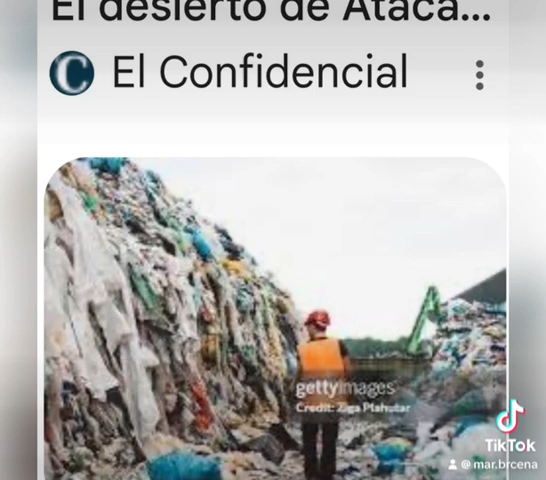 El desierto de Ataca...
El Confidencial
gettyimages
Credit: Ziga Plahutar
TikTok
@mar.brcena